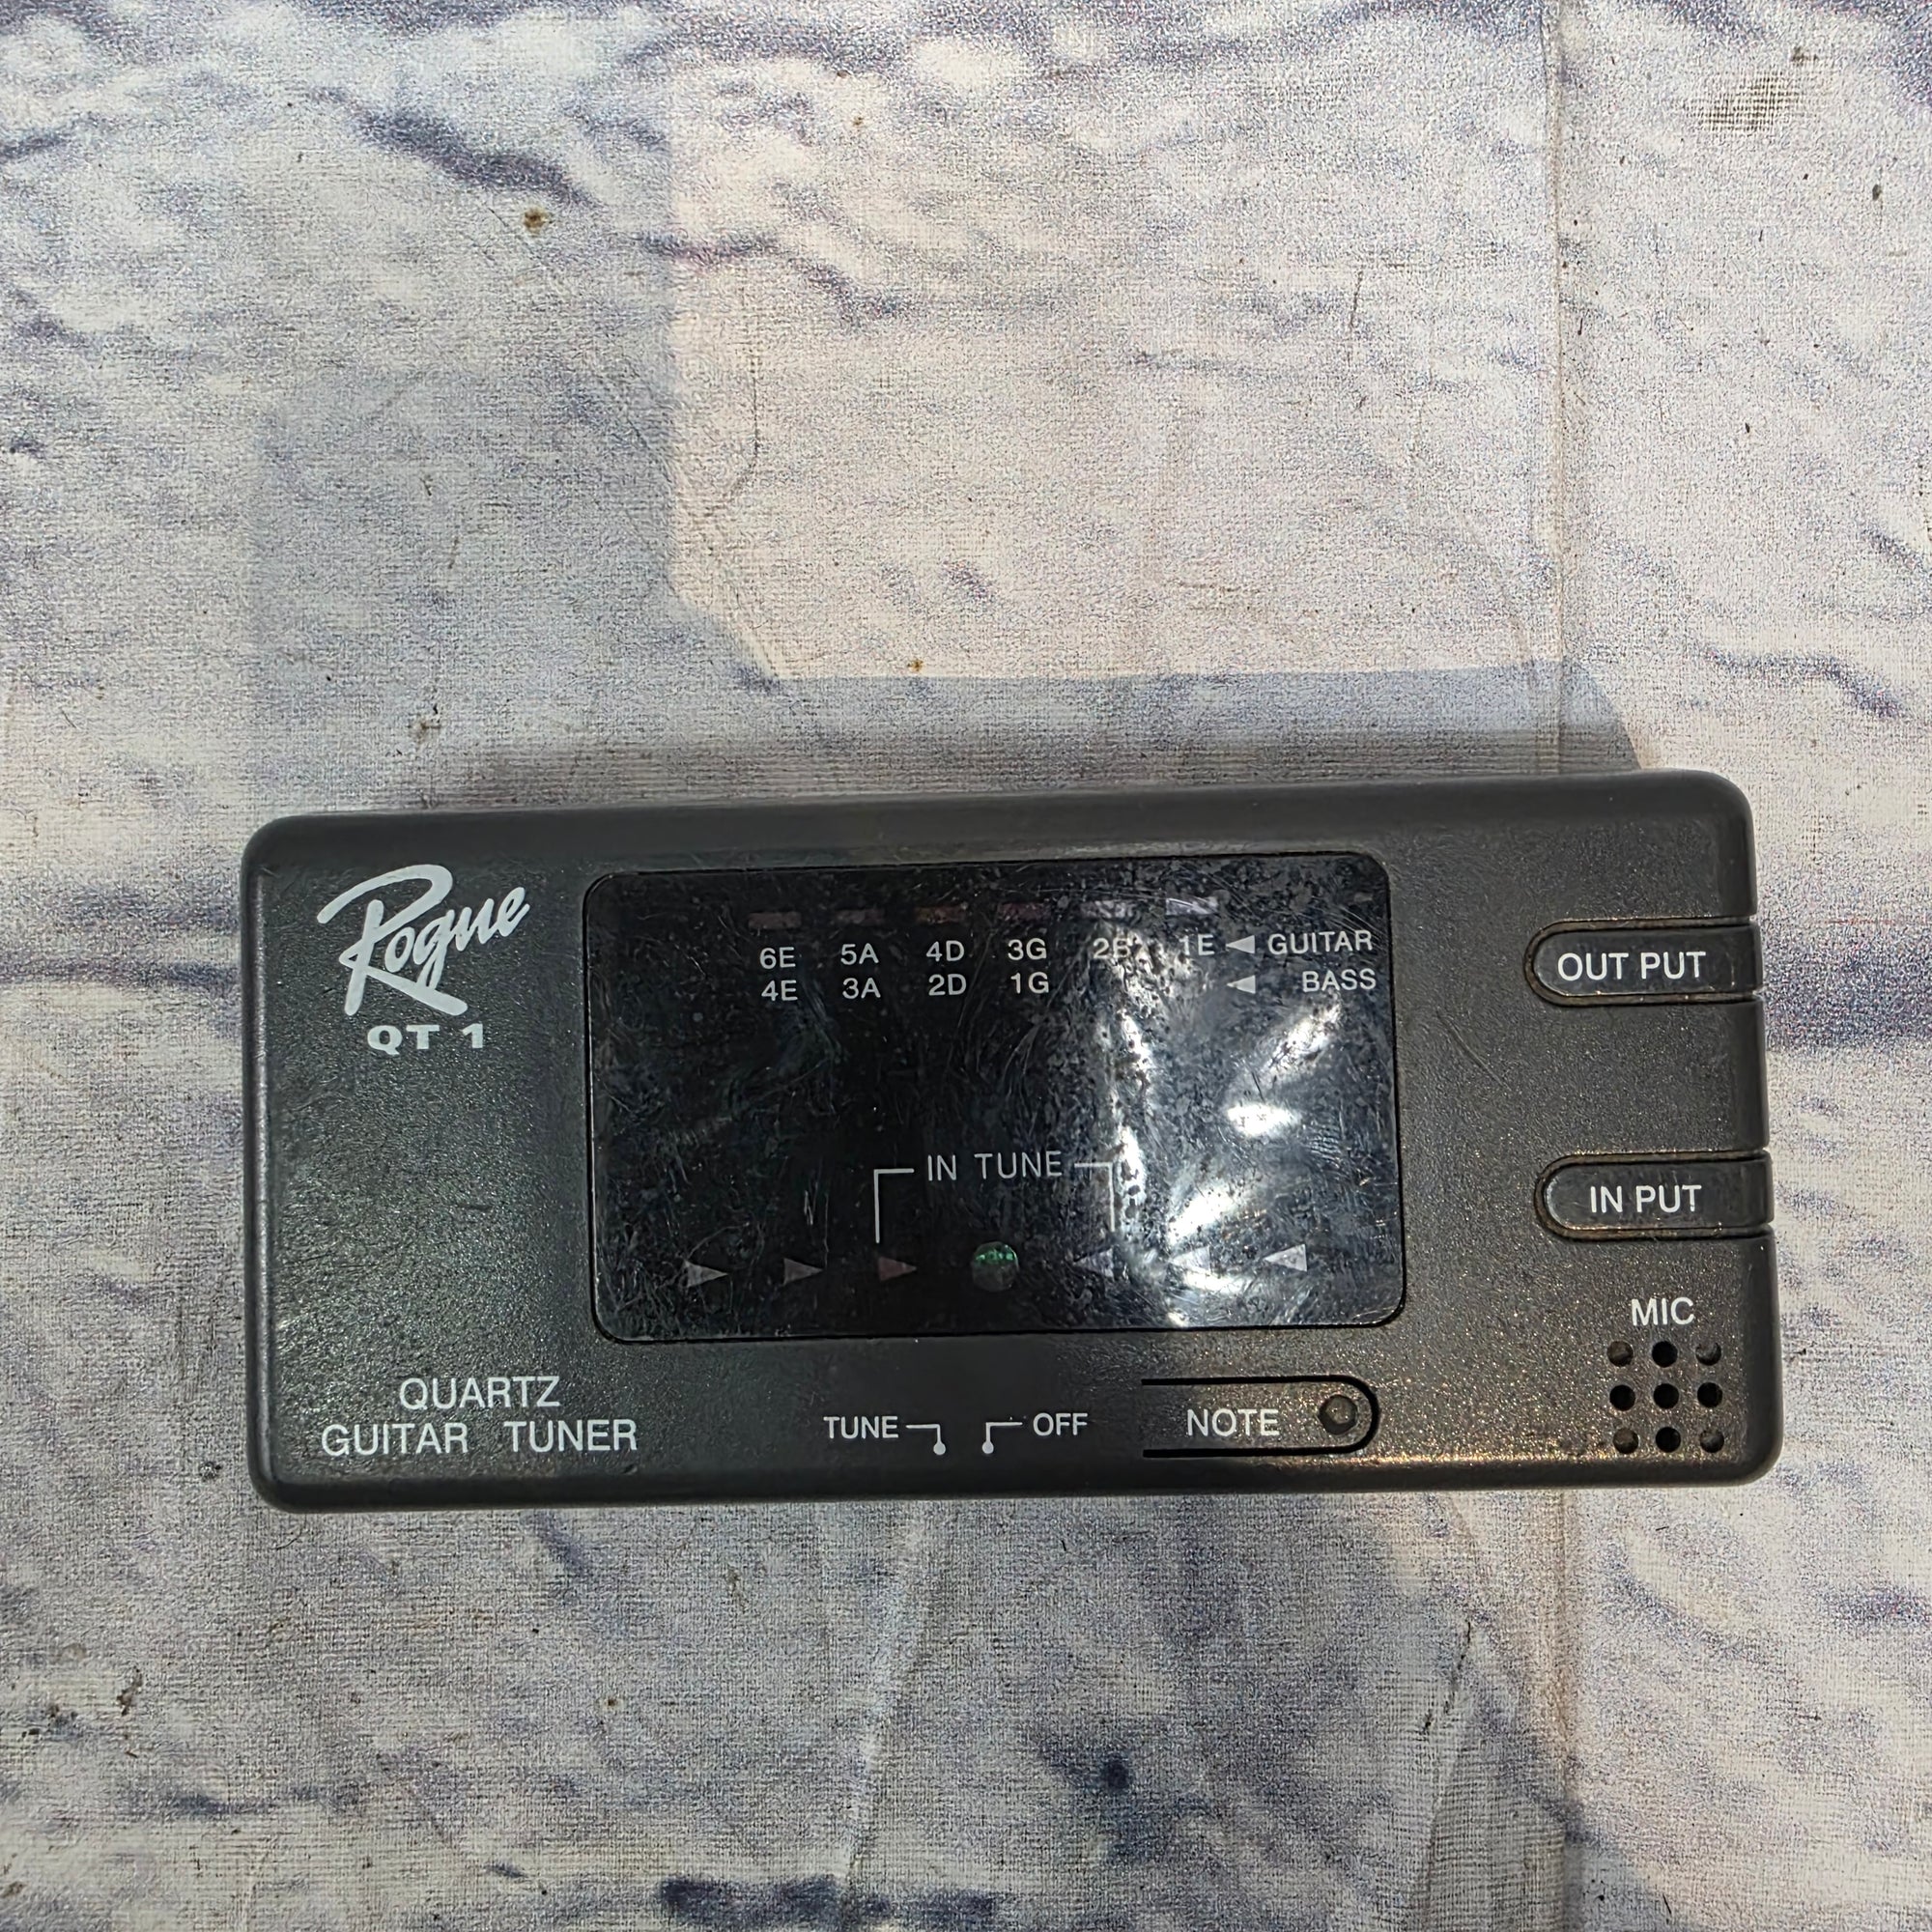 Rogue
QT 1
6E 5A 4D 3G 2B 1E ◄ GUITAR
4E 3A 2D 1G ◄ BASS
IN TUNE
OUT PUT
IN PUT
MIC
QUARTZ
GUITAR TUNER
TUNE OFF
NOTE